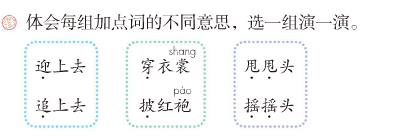 体会每组加点词的不同意思，选一组演一演。
迎上去 穿衣裳 shang 甩甩头
追上去 披红袍 páo 摇摇头